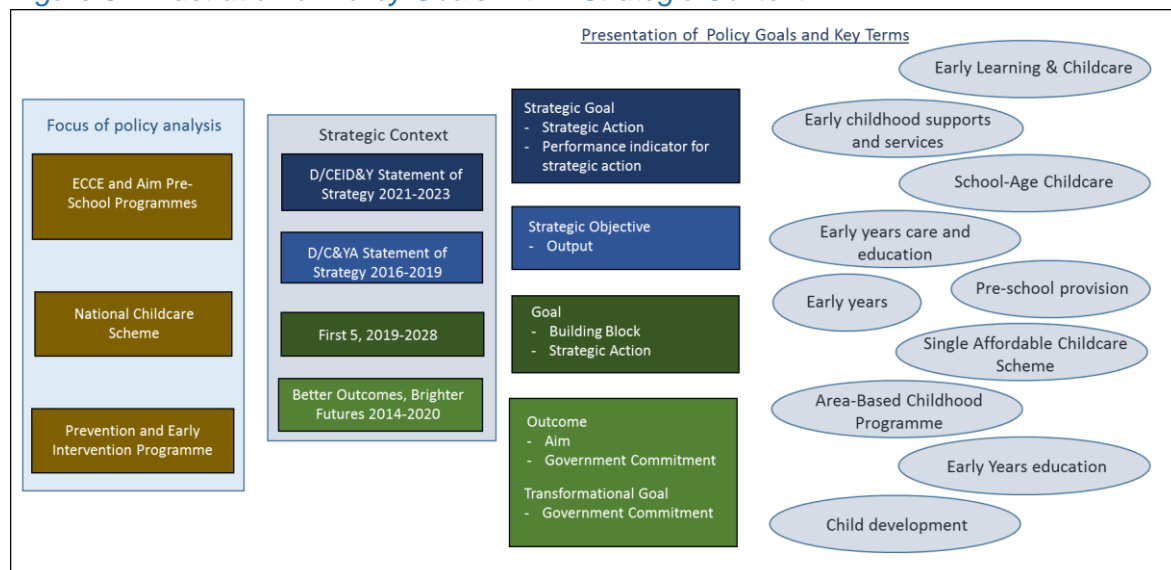 Presentation of Policy Goals and Key Terms
Focus of policy analysis
ECCE and Aim Pre-
School Programmes
National Childcare
Scheme
Prevention and Early
Intervention Programme
Strategic Context
D/CEID&Y Statement of
Strategy 2021-2023
D/C&YA Statement of
Strategy 2016-2019
First 5, 2019-2028
Better Outcomes, Brighter
Futures 2014-2020
Strategic Goal
- Strategic Action
- Performance indicator for
strategic action
Strategic Objective
- Output
Goal
- Building Block
- Strategic Action
Outcome
- Aim
- Government Commitment
Transformational Goal
- Government Commitment
Early Learning & Childcare
Early childhood supports
and services
School-Age Childcare
Early years care and
education
Early years
Pre-school provision
Single Affordable Childcare
Scheme
Area-Based Childhood
Programme
Early Years education
Child development